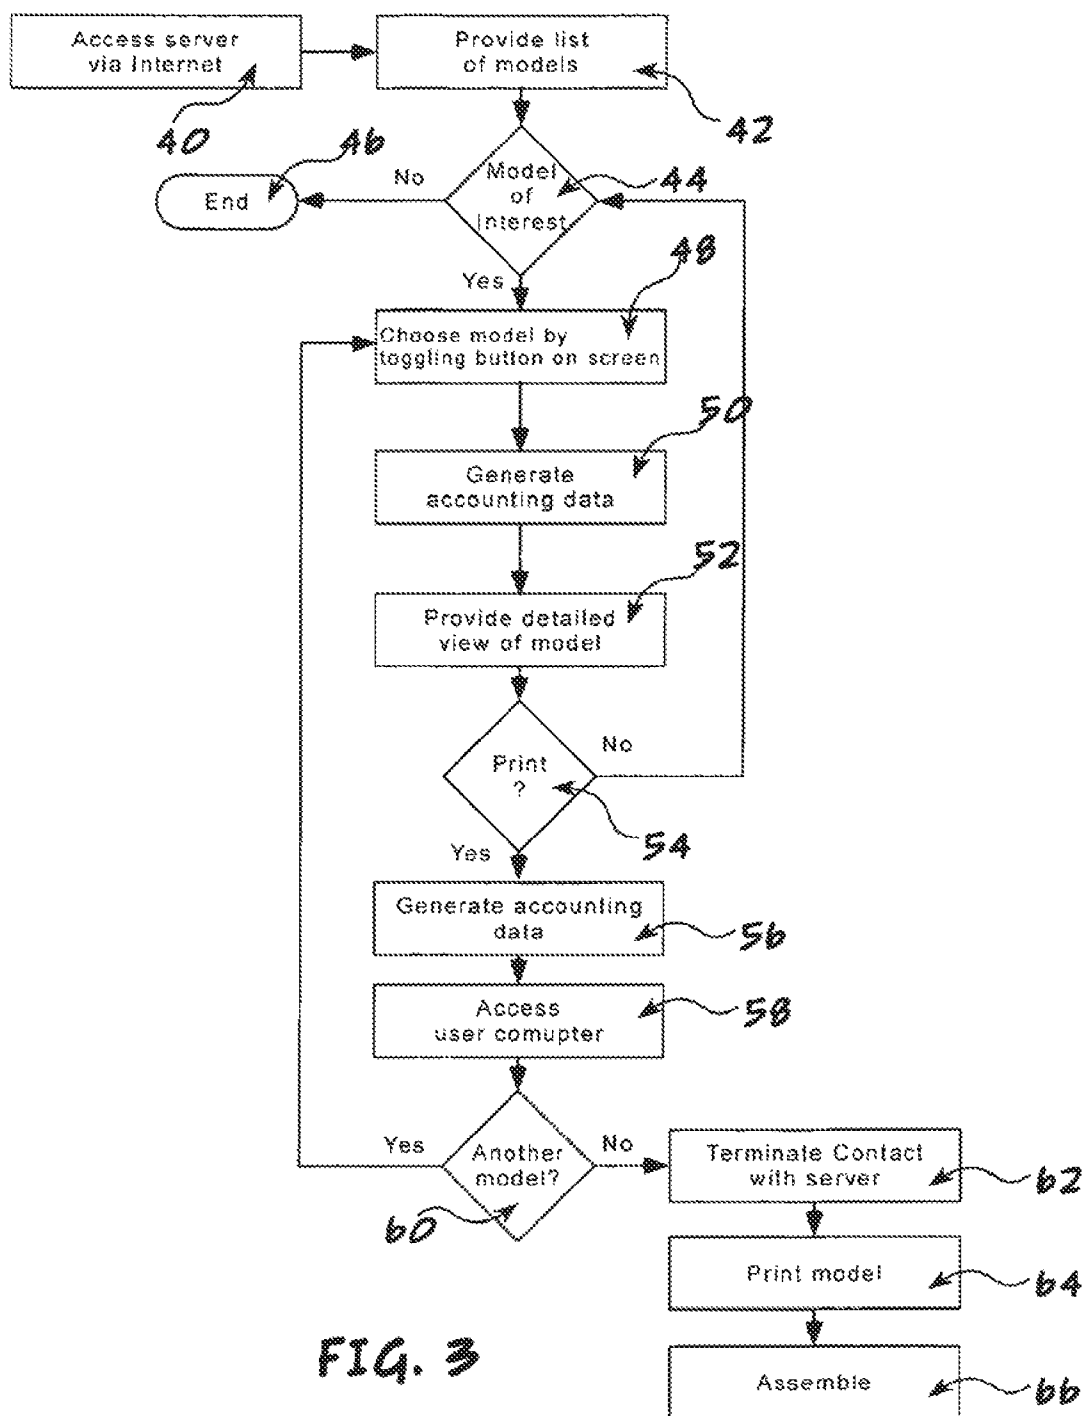 Access server
via Internet
40
Provide list
of models
42
46
End
No
Model
of
Interest
44
Yes
48
Choose model by
toggling button on screen
50
Generate
accounting data
52
Provide detailed
view of model
Print
?
No
54
Yes
Generate accounting
data
56
Access
user comupter
58
Yes
Another
model?
No
60
Terminate Contact
with server
62
Print model
64
Assemble
66
FIG. 3